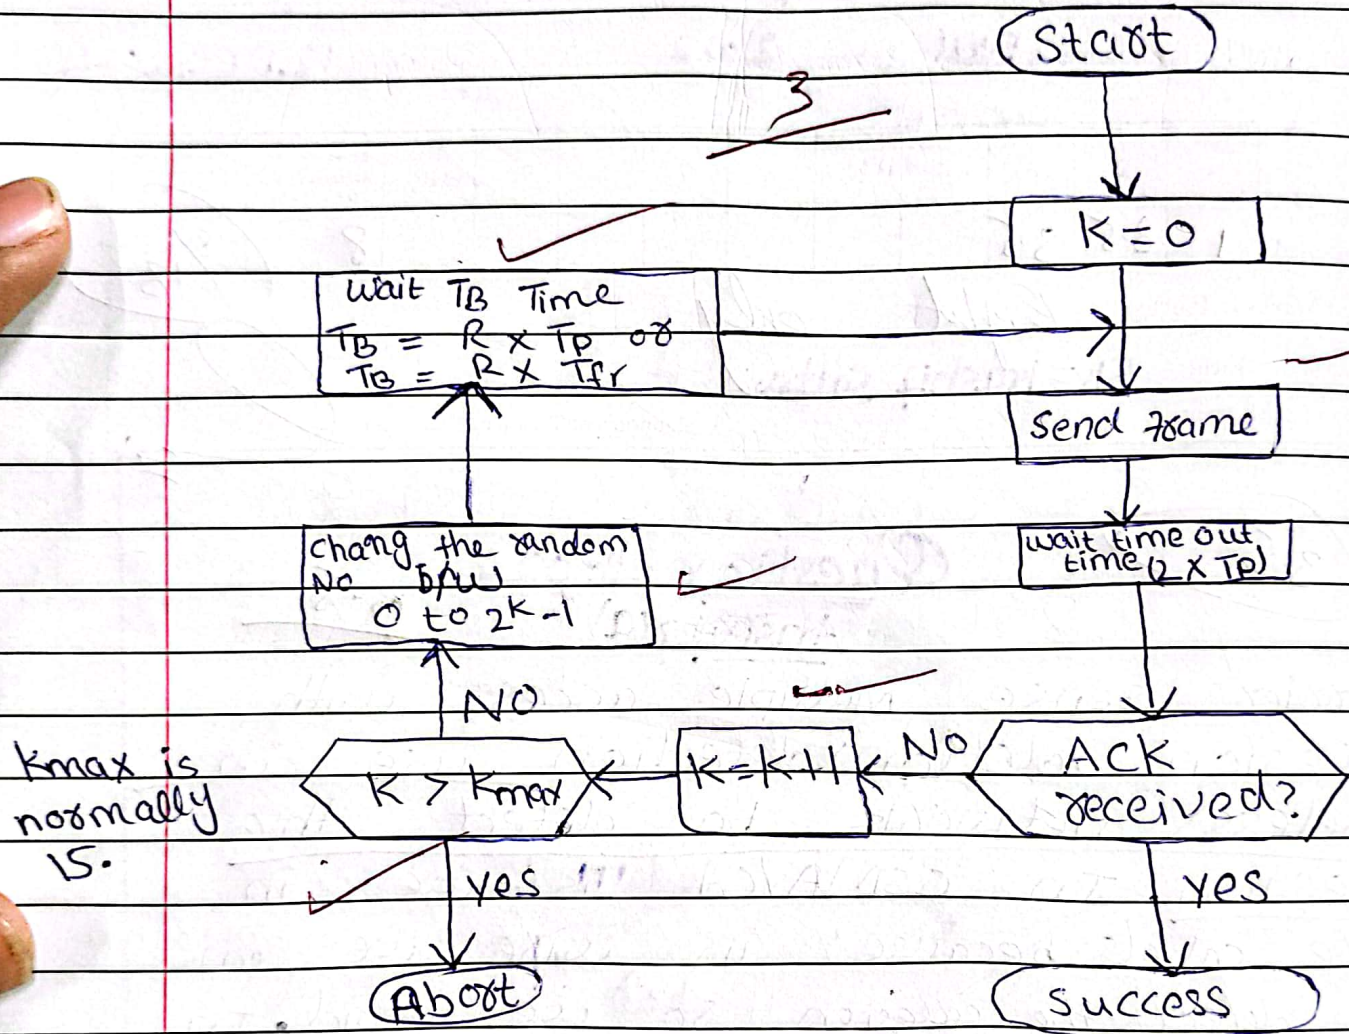 Start
3
K = 0
Wait TB Time
TB = R X Tp or
TB = R X Tfr
Send frame
wait time out
time (2 X Tp)
Chang the random
No b/w
0 to 2^K-1
NO
ACK
received?
NO
K=K+1
K > Kmax
Kmax is
normally
15.
yes
yes
Abort
success